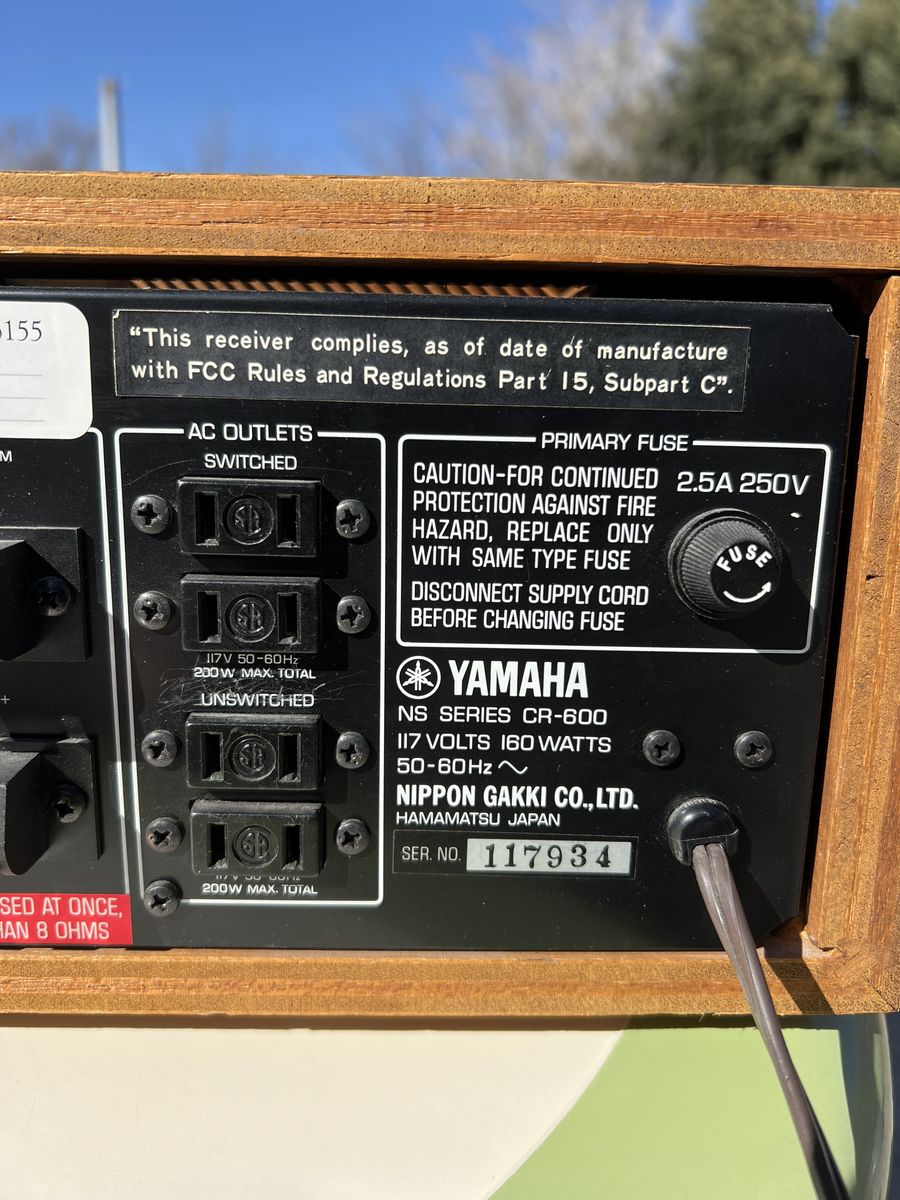 155
"This receiver complies, as of date of manufacture
with FCC Rules and Regulations Part 15, Subpart C".
M
AC OUTLETS
SWITCHED
117V 50-60Hz
200W MAX. TOTAL
UNSWITCHED
117V 50-60Hz
200W MAX. TOTAL
PRIMARY FUSE
CAUTION-FOR CONTINUED
PROTECTION AGAINST FIRE
HAZARD, REPLACE ONLY
WITH SAME TYPE FUSE
DISCONNECT SUPPLY CORD
BEFORE CHANGING FUSE
2.5A 250V
FUSE
YAMAHA
NS SERIES CR-600
117 VOLTS 160 WATTS
50-60Hz ～
NIPPON GAKKI CO., LTD.
HAMAMATSU JAPAN
SER. NO. 117934
+
SED AT ONCE,
HAN 8 OHMS